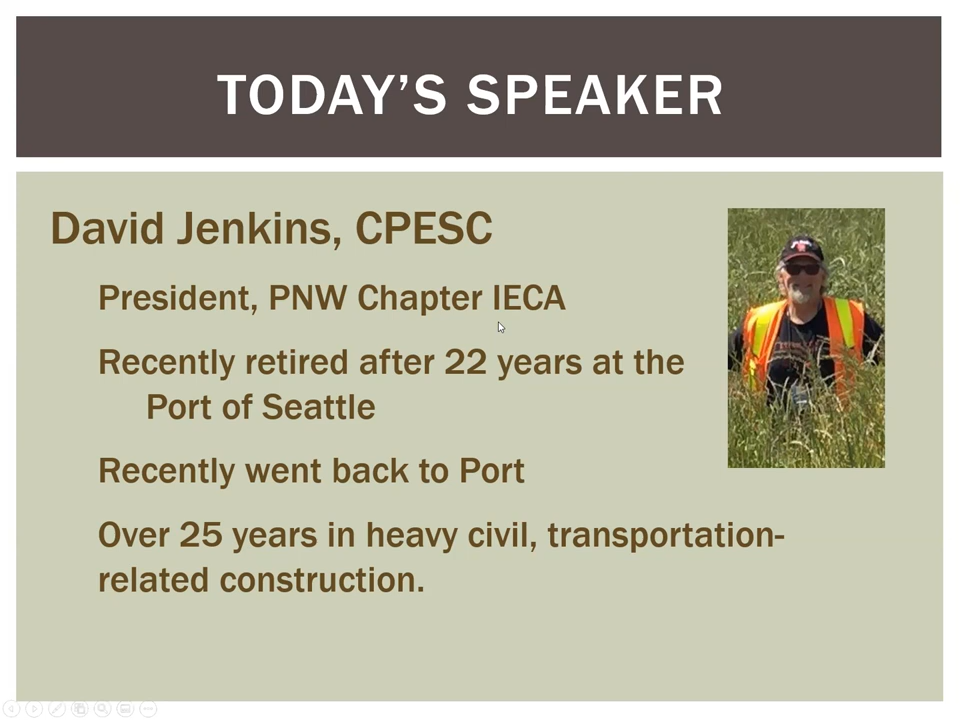 TODAY’S SPEAKER
David Jenkins, CPESC
President, PNW Chapter IECA
Recently retired after 22 years at the
Port of Seattle
Recently went back to Port
Over 25 years in heavy civil, transportation-
related construction.